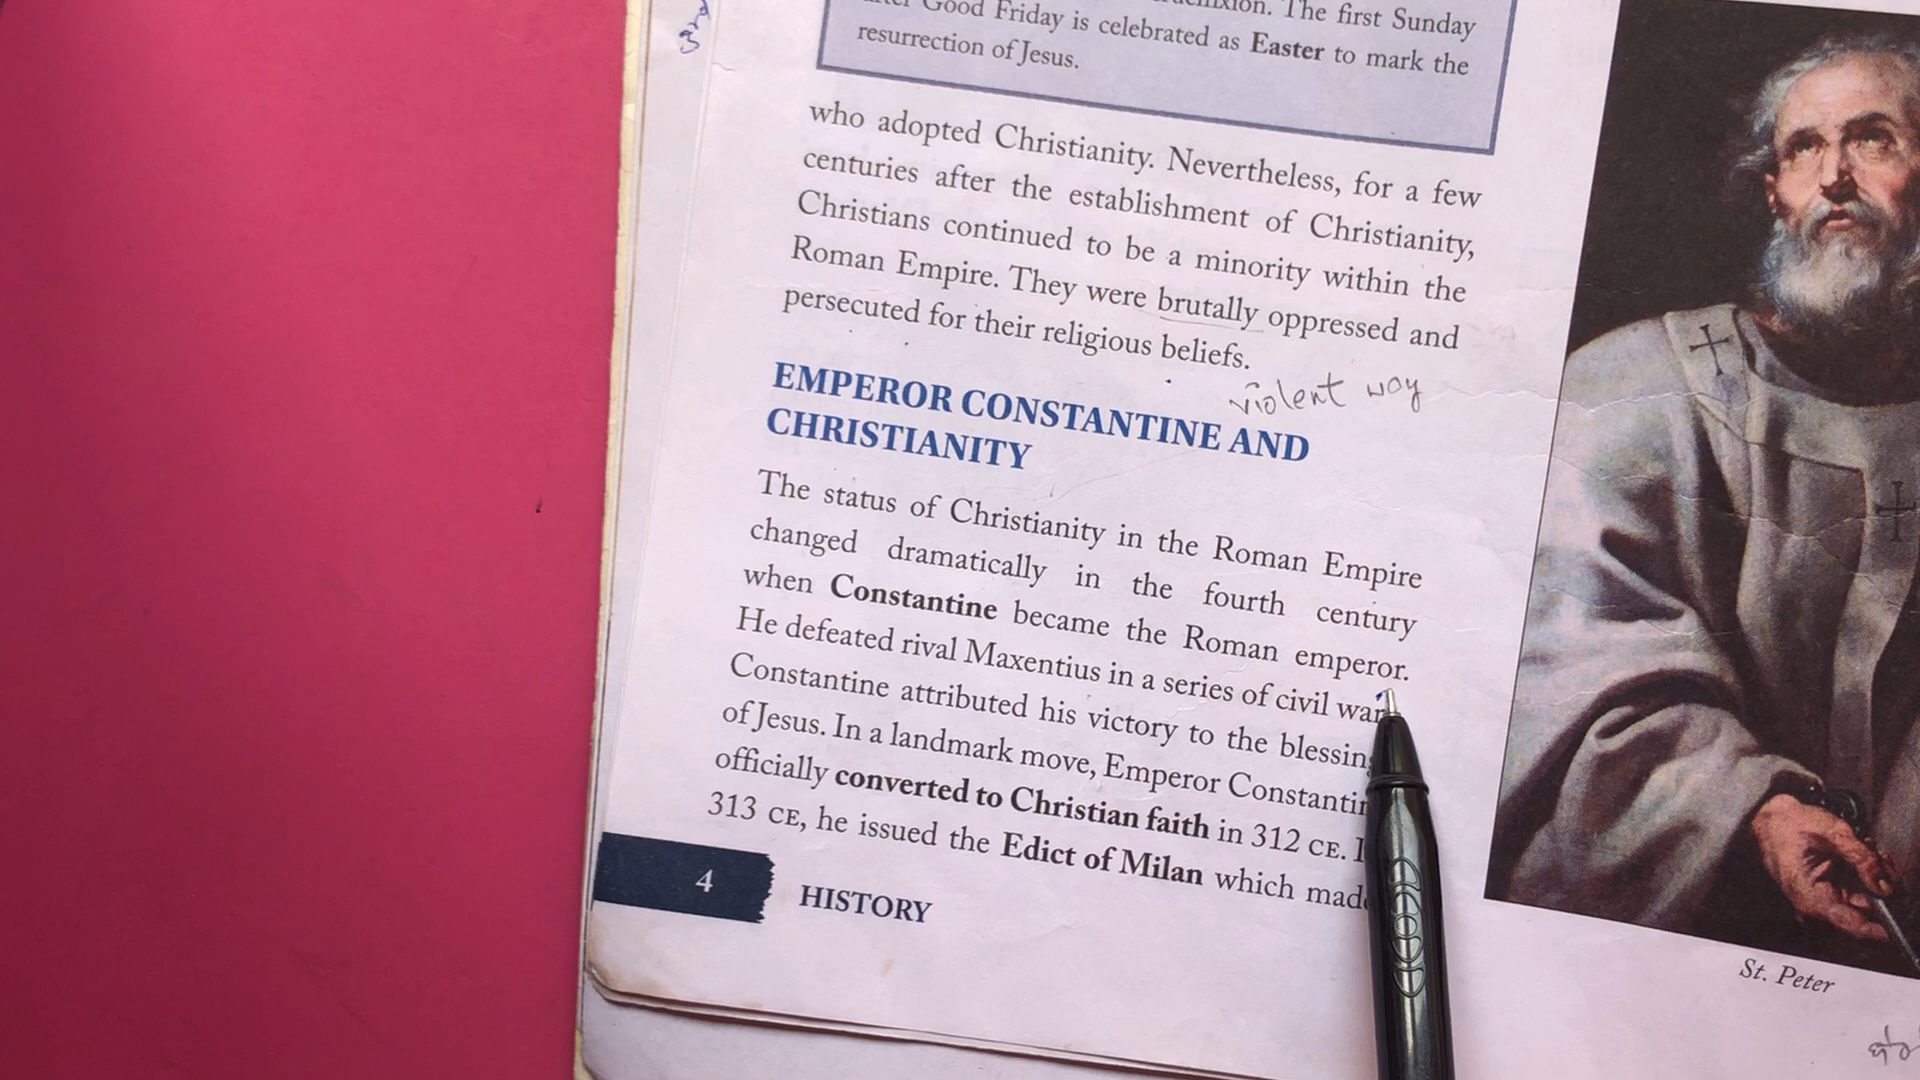 Good Friday is celebrated as Easter to mark the
resurrection of Jesus.
The first Sunday
who adopted Christianity. Nevertheless, for a few
centuries after the establishment of Christianity,
Christians continued to be a minority within the
Roman Empire. They were brutally oppressed and
persecuted for their religious beliefs.
violent way
EMPEROR CONSTANTINE AND
CHRISTIANITY
The status of Christianity in the Roman Empire
changed dramatically in the fourth century
when Constantine became the Roman emperor.
He defeated rival Maxentius in a series of civil
Constantine attributed his victory to the
of Jesus. In a landmark move, Emperor
officially converted to Christian faith in 312 CE.
313 CE, he issued the Edict of Milan which
4
HISTORY
St. Peter